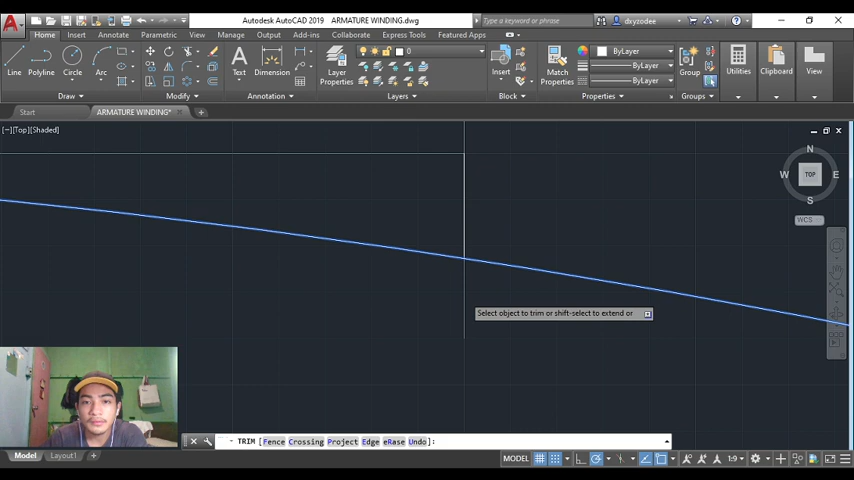 Autodesk AutoCAD 2019 ARMATURE WINDING.dwg
Type a keyword or phrase
dxyzodee
Home Insert Annotate Parametric View Manage Output Add-ins Collaborate Express Tools Featured Apps
Line Polyline Circle Arc
Text Dimension
Layer Properties
0
Insert
Match Properties
ByLayer
ByLayer
ByLayer
Group
Utilities
Clipboard
View
Draw Modify Annotation Layers Block Properties Groups
Start ARMATURE WINDING*
[−][Top][Shaded]
N
W TOP E
S
WCS
Select object to trim or shift-select to extend or
TRIM [Fence Crossing Project Edge eRase Undo]:
Model Layout1
MODEL
1:9